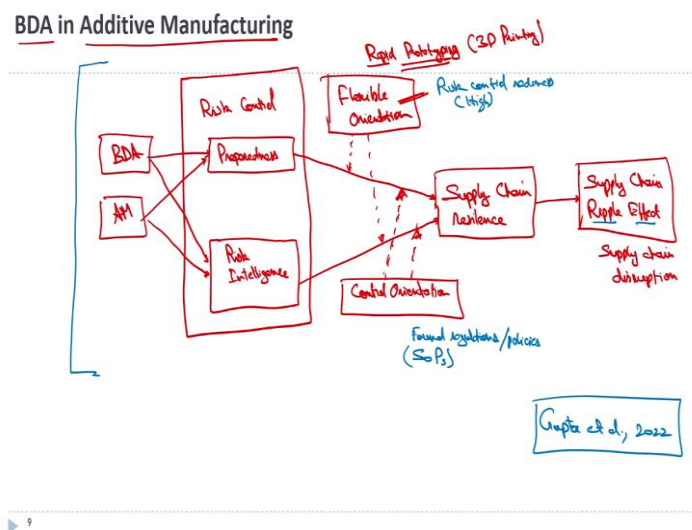 BDA in Additive Manufacturing
Rapid Prototyping (3D Printing)
Risk Control
Flexible
Orientation
Risk control readiness
(High)
BDA
Preparedness
AM
Risk
Intelligence
Supply Chain
resilence
Supply Chain
Ripple Effect
Supply chain
disruption
Control Orientation
Formal regulations/policies
(SOPs)
Gupta et al., 2022
9